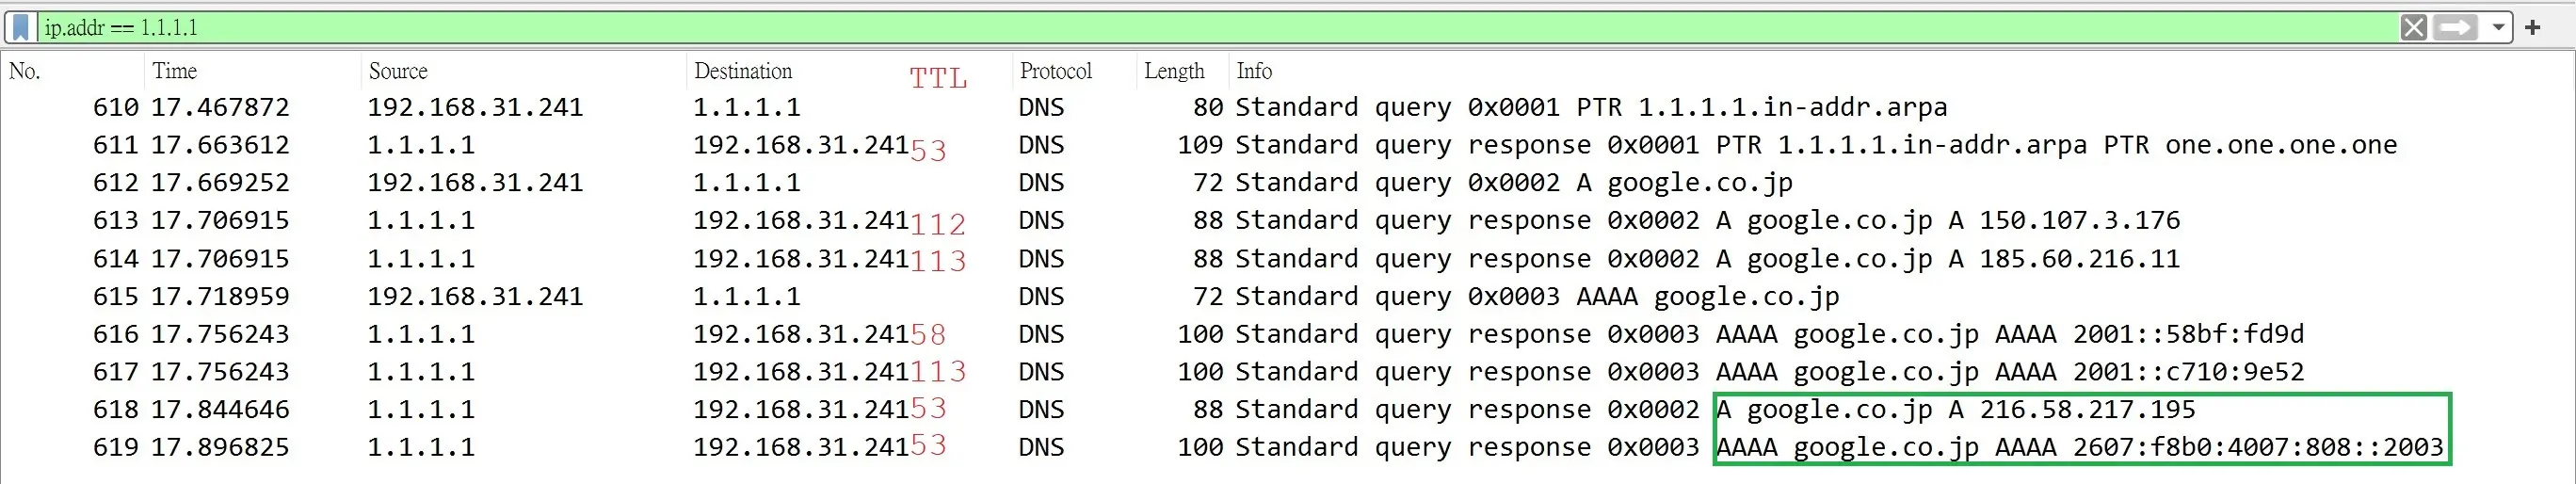 ip.addr == 1.1.1.1
No. Time Source Destination TTL Protocol Length Info
610 17.467872 192.168.31.241 1.1.1.1 DNS 80 Standard query 0x0001 PTR 1.1.1.1.in-addr.arpa
611 17.663612 1.1.1.1 192.168.31.241 53 DNS 109 Standard query response 0x0001 PTR 1.1.1.1.in-addr.arpa PTR one.one.one.one
612 17.669252 192.168.31.241 1.1.1.1 DNS 72 Standard query 0x0002 A google.co.jp
613 17.706915 1.1.1.1 192.168.31.241 112 DNS 88 Standard query response 0x0002 A google.co.jp A 150.107.3.176
614 17.706915 1.1.1.1 192.168.31.241 113 DNS 88 Standard query response 0x0002 A google.co.jp A 185.60.216.11
615 17.718959 192.168.31.241 1.1.1.1 DNS 72 Standard query 0x0003 AAAA google.co.jp
616 17.756243 1.1.1.1 192.168.31.241 58 DNS 100 Standard query response 0x0003 AAAA google.co.jp AAAA 2001::58bf:fd9d
617 17.756243 1.1.1.1 192.168.31.241 113 DNS 100 Standard query response 0x0003 AAAA google.co.jp AAAA 2001::c710:9e52
618 17.844646 1.1.1.1 192.168.31.241 53 DNS 88 Standard query response 0x0002 A google.co.jp A 216.58.217.195
619 17.896825 1.1.1.1 192.168.31.241 53 DNS 100 Standard query response 0x0003 AAAA google.co.jp AAAA 2607:f8b0:4007:808::2003